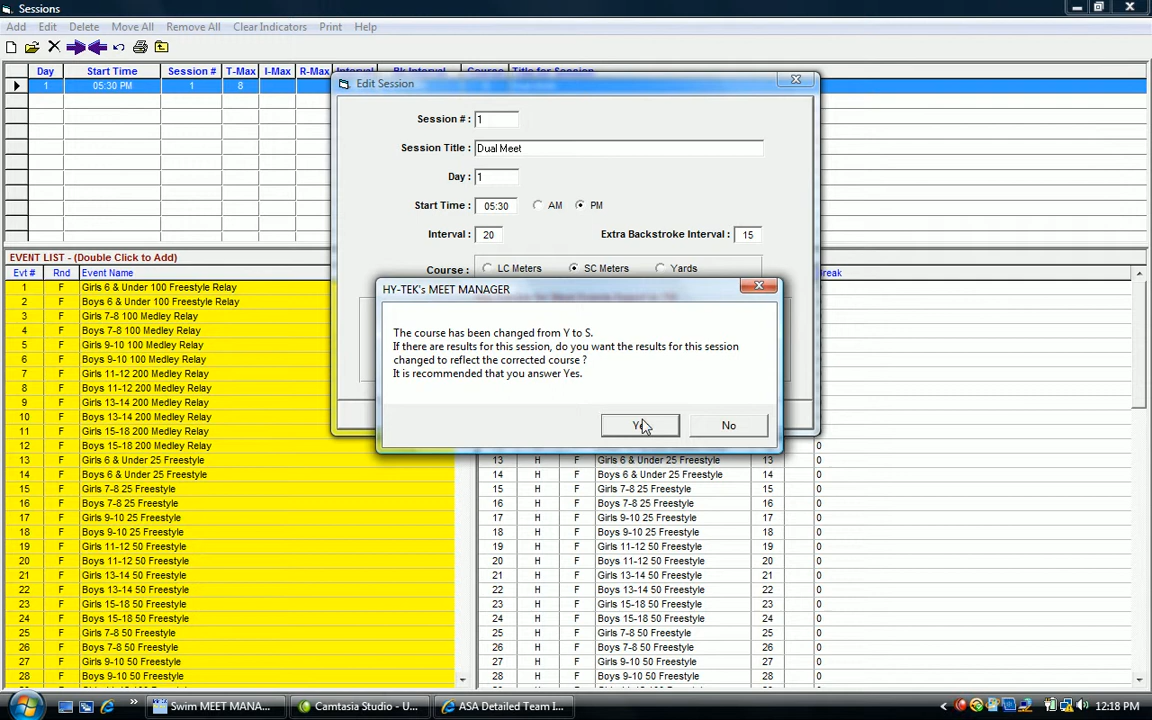 Sessions
Add Edit Delete Move All Remove All Clear Indicators Print Help
Day Start Time Session # T-Max I-Max R-Max
1 05:30 PM 1 8
Edit Session
Session # : 1
Session Title : Dual Meet
Day : 1
Start Time : 05:30 AM PM
Interval : 20 Extra Backstroke Interval : 15
Course : LC Meters SC Meters Yards
HY-TEK's MEET MANAGER
The course has been changed from Y to S.
If there are results for this session, do you want the results for this session
changed to reflect the corrected course ?
It is recommended that you answer Yes.
No
EVENT LIST - (Double Click to Add)
Evt # Rnd Event Name
1 F Girls 6 & Under 100 Freestyle Relay
2 F Boys 6 & Under 100 Freestyle Relay
3 F Girls 7-8 100 Medley Relay
4 F Boys 7-8 100 Medley Relay
5 F Girls 9-10 100 Medley Relay
6 F Boys 9-10 100 Medley Relay
7 F Girls 11-12 200 Medley Relay
8 F Boys 11-12 200 Medley Relay
9 F Girls 13-14 200 Medley Relay
10 F Boys 13-14 200 Medley Relay
11 F Girls 15-18 200 Medley Relay
12 F Boys 15-18 200 Medley Relay
13 F Girls 6 & Under 25 Freestyle
14 F Boys 6 & Under 25 Freestyle
15 F Girls 7-8 25 Freestyle
16 F Boys 7-8 25 Freestyle
17 F Girls 9-10 25 Freestyle
18 F Boys 9-10 25 Freestyle
19 F Girls 11-12 50 Freestyle
20 F Boys 11-12 50 Freestyle
21 F Girls 13-14 50 Freestyle
22 F Boys 13-14 50 Freestyle
23 F Girls 15-18 50 Freestyle
24 F Boys 15-18 50 Freestyle
25 F Girls 7-8 50 Freestyle
26 F Boys 7-8 50 Freestyle
27 F Girls 9-10 50 Freestyle
28 F Boys 9-10 50 Freestyle
Break
13 H F Girls 6 & Under 25 Freestyle 13 0
14 H F Boys 6 & Under 25 Freestyle 14 0
15 H F Girls 7-8 25 Freestyle 15 0
16 H F Boys 7-8 25 Freestyle 16 0
17 H F Girls 9-10 25 Freestyle 17 0
18 H F Boys 9-10 25 Freestyle 18 0
19 H F Girls 11-12 50 Freestyle 19 0
20 H F Boys 11-12 50 Freestyle 20 0
21 H F Girls 13-14 50 Freestyle 21 0
22 H F Boys 13-14 50 Freestyle 22 0
23 H F Girls 15-18 50 Freestyle 23 0
24 H F Boys 15-18 50 Freestyle 24 0
25 H F Girls 7-8 50 Freestyle 25 0
26 H F Boys 7-8 50 Freestyle 26 0
27 H F Girls 9-10 50 Freestyle 27 0
28 H F Boys 9-10 50 Freestyle 28 0
Swim MEET MANA... Camtasia Studio - U... ASA Detailed Team I... 12:18 PM